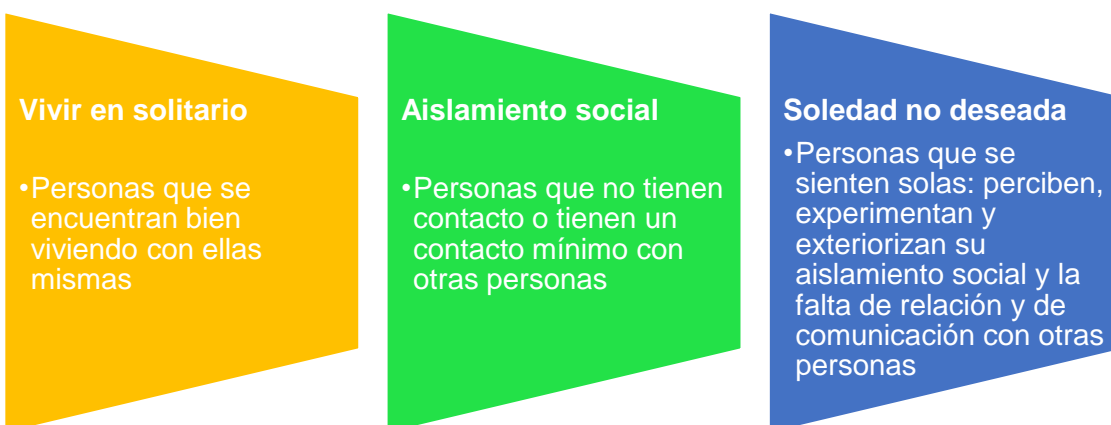 Vivir en solitario
•Personas que se
encuentran bien
viviendo con ellas
mismas
Aislamiento social
•Personas que no tienen
contacto o tienen un
contacto mínimo con
otras personas
Soledad no deseada
•Personas que se
sienten solas: perciben,
experimentan y
exteriorizan su
aislamiento social y la
falta de relación y de
comunicación con otras
personas